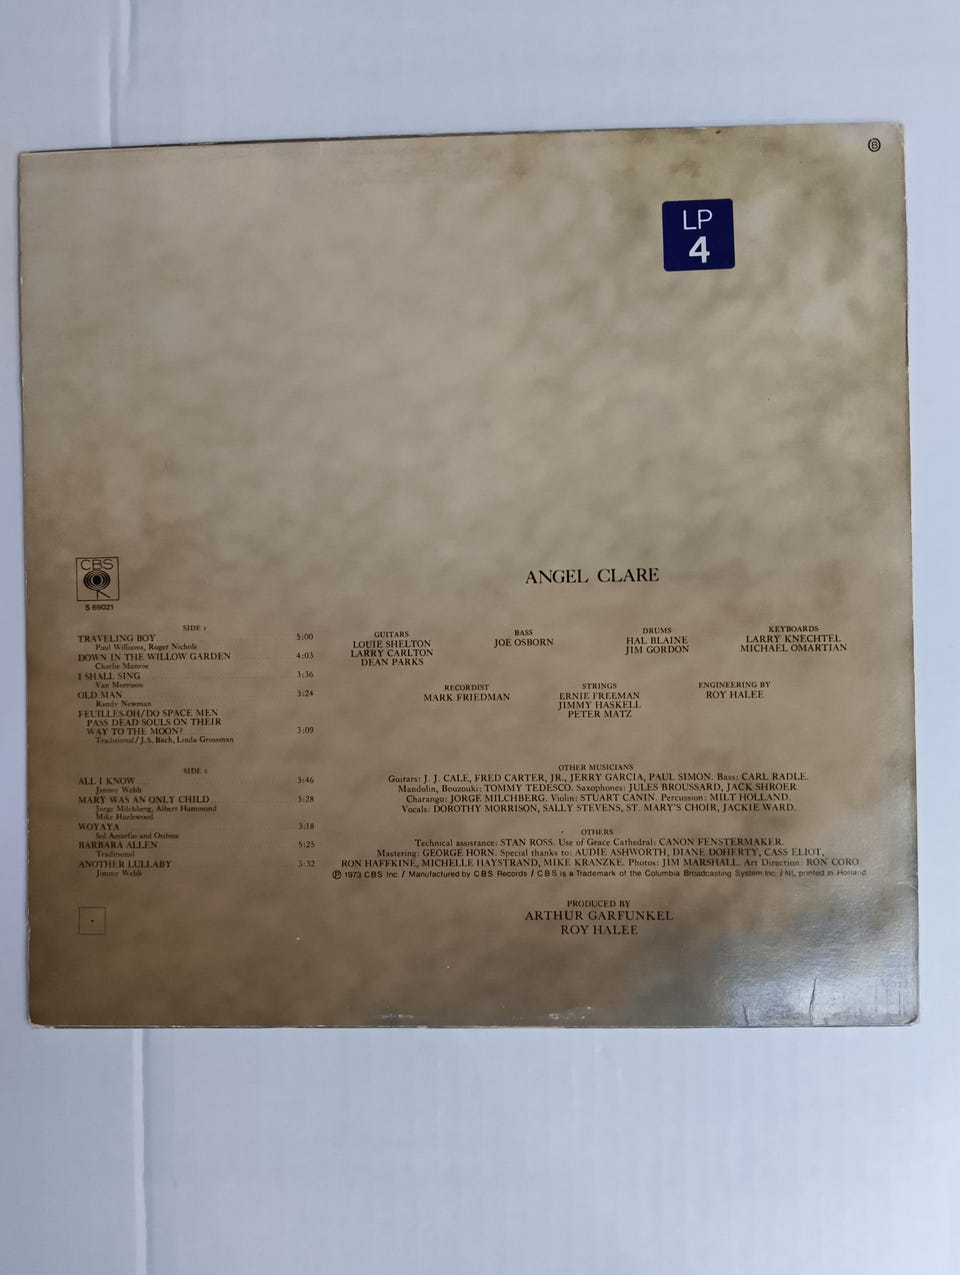 B
LP
4
CBS
S 69021
ANGEL CLARE
SIDE 1
TRAVELING BOY 5:00
Paul Williams, Roger Nichols
DOWN IN THE WILLOW GARDEN 4:03
Charlie Monroe
I SHALL SING 3:36
Van Morrison
OLD MAN 3:24
Randy Newman
FEUILLES-OH/DO SPACE MEN
PASS DEAD SOULS ON THEIR
WAY TO THE MOON? 3:09
Traditional/J.S. Bach, Linda Grossman
SIDE 2
ALL I KNOW 3:46
Jimmy Webb
MARY WAS AN ONLY CHILD 3:28
Jorge Milchberg, Albert Hammond
Mike Hazlewood
WOYAYA 3:18
Sol Amarfio and Osibisa
BARBARA ALLEN 5:25
Traditional
ANOTHER LULLABY 3:32
Jimmy Webb
GUITARS
LOUIE SHELTON
LARRY CARLTON
DEAN PARKS
BASS
JOE OSBORN
DRUMS
HAL BLAINE
JIM GORDON
KEYBOARDS
LARRY KNECHTEL
MICHAEL OMARTIAN
RECORDIST
MARK FRIEDMAN
STRINGS
ERNIE FREEMAN
JIMMY HASKELL
PETER MATZ
ENGINEERING BY
ROY HALEE
OTHER MUSICIANS
Guitars: J. J. CALE, FRED CARTER, JR., JERRY GARCIA, PAUL SIMON. Bass: CARL RADLE.
Mandolin, Bouzouki: TOMMY TEDESCO. Saxophones: JULES BROUSSARD, JACK SHROER.
Charango: JORGE MILCHBERG. Violin: STUART CANIN. Percussion: MILT HOLLAND.
Vocals: DOROTHY MORRISON, SALLY STEVENS, ST. MARY'S CHOIR, JACKIE WARD.
OTHERS
Technical assistance: STAN ROSS. Use of Grace Cathedral: CANON FENSTERMAKER.
Mastering: GEORGE HORN. Special thanks to: AUDIE ASHWORTH, DIANE DOHERTY, CASS ELIOT,
RON HAFFKINE, MICHELLE HAYSTRAND, MIKE KRANZKE. Photos: JIM MARSHALL. Art Direction: RON CORO
℗ 1973 CBS Inc. / Manufactured by CBS Records / CBS is a Trademark of the Columbia Broadcasting System Inc. / NL printed in Holland
PRODUCED BY
ARTHUR GARFUNKEL
ROY HALEE